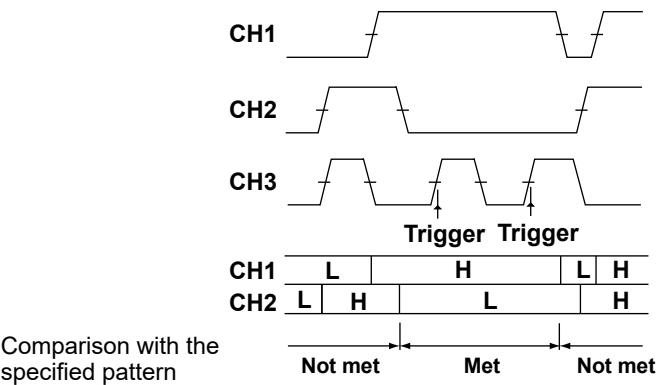 CH1
CH2
CH3
Trigger Trigger
CH1 L H L H
CH2 L H L H
Comparison with the
specified pattern
Not met Met Not met